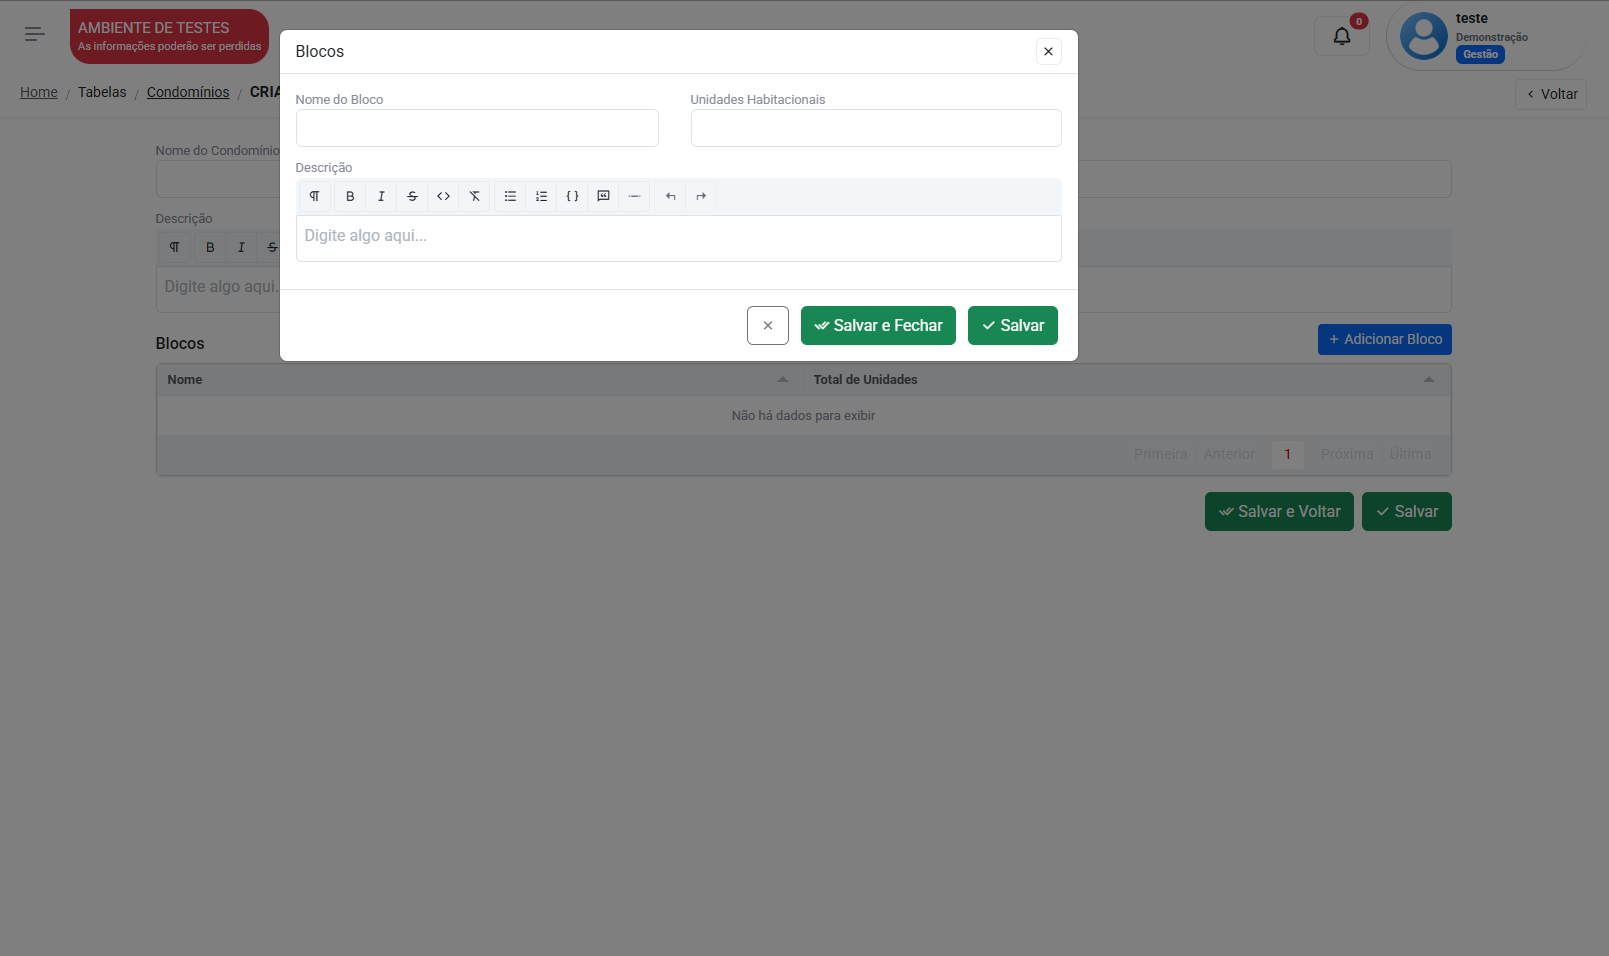 AMBIENTE DE TESTES
As informações poderão ser perdidas
0
teste
Demonstração
Gestão
Home / Tabelas / Condomínios / CRIA
Voltar
Blocos
Nome do Bloco
Unidades Habitacionais
Descrição
Digite algo aqui...
Salvar e Fechar
Salvar
Nome do Condomínio
Descrição
Digite algo aqui.
Blocos
+ Adicionar Bloco
Nome
Total de Unidades
Não há dados para exibir
Primeira Anterior 1 Próxima Última
Salvar e Voltar
Salvar